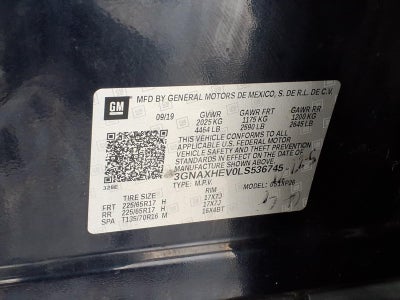 GM
MFD BY GENERAL MOTORS DE MEXICO, S. DE R.L. DE C.V.
09/19 GVWR GAWR FRT GAWR RR
2025 KG 1175 KG 1200 KG
4464 LB 2590 LB 2645 LB
THIS VEHICLE CONFORMS TO ALL
APPLICABLE U.S. FEDERAL MOTOR
VEHICLE SAFETY AND THEFT PREVENTION
STANDARDS IN EFFECT ON THE DATE OF
MANUFACTURE SHOWN ABOVE.
3GNAXHEV0LS536745
TYPE: M.P.V. MODEL:
TIRE SIZE RIM
FRT 225/65R17 H 17X7J
RR 225/65R17 H 17X7J
SPA T135/70R16 M 16X4BT